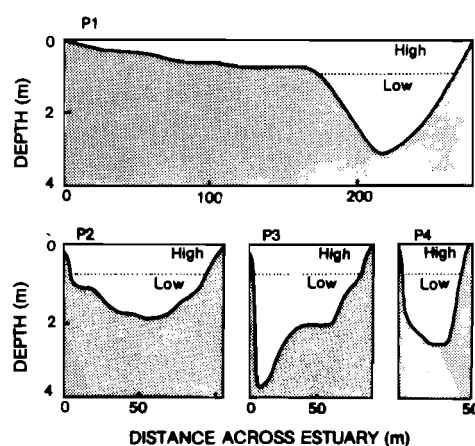 P1
0
High
Low
2
4
DEPTH (m)
0 100 200
P2 P3 P4
0
High High High
Low Low Low
2
4
DEPTH (m)
0 50 0 50 50
DISTANCE ACROSS ESTUARY (m)